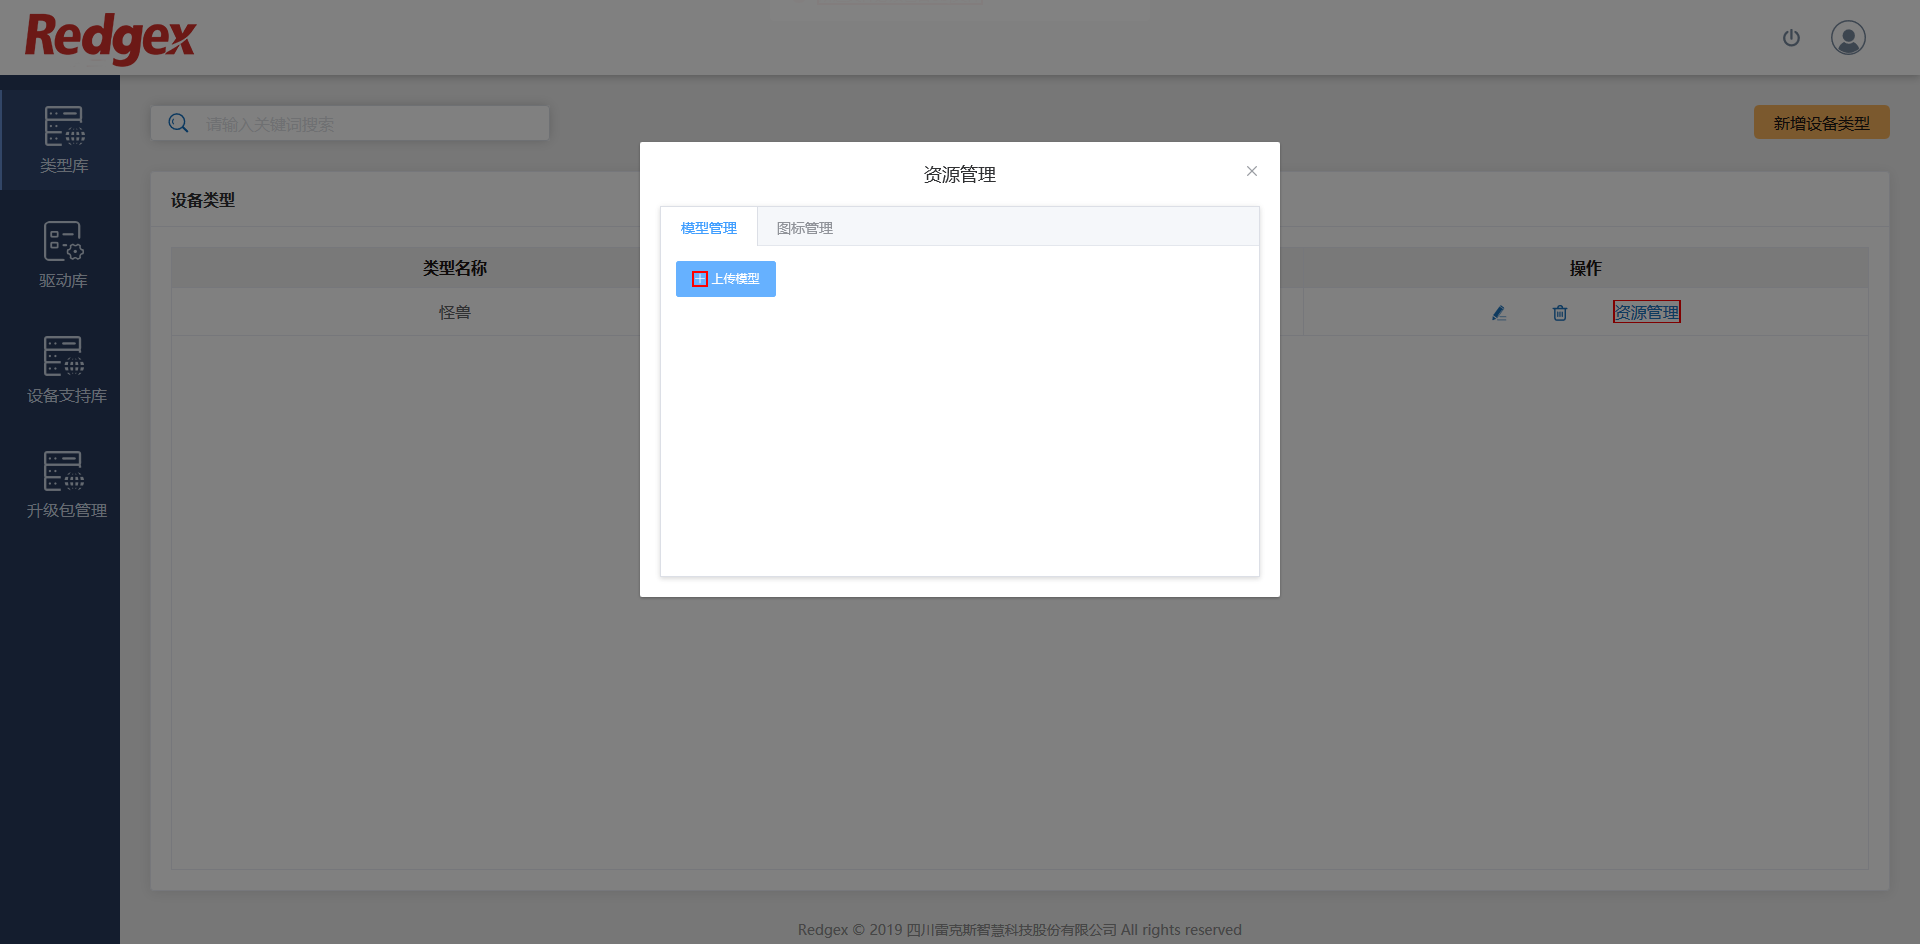 Redgex
类型库
驱动库
设备支持库
升级包管理
请输入关键词搜索
新增设备类型
设备类型
类型名称
操作
怪兽
资源管理
资源管理
模型管理
图标管理
上传模型
Redgex © 2019 四川雷克斯智慧科技股份有限公司 All rights reserved